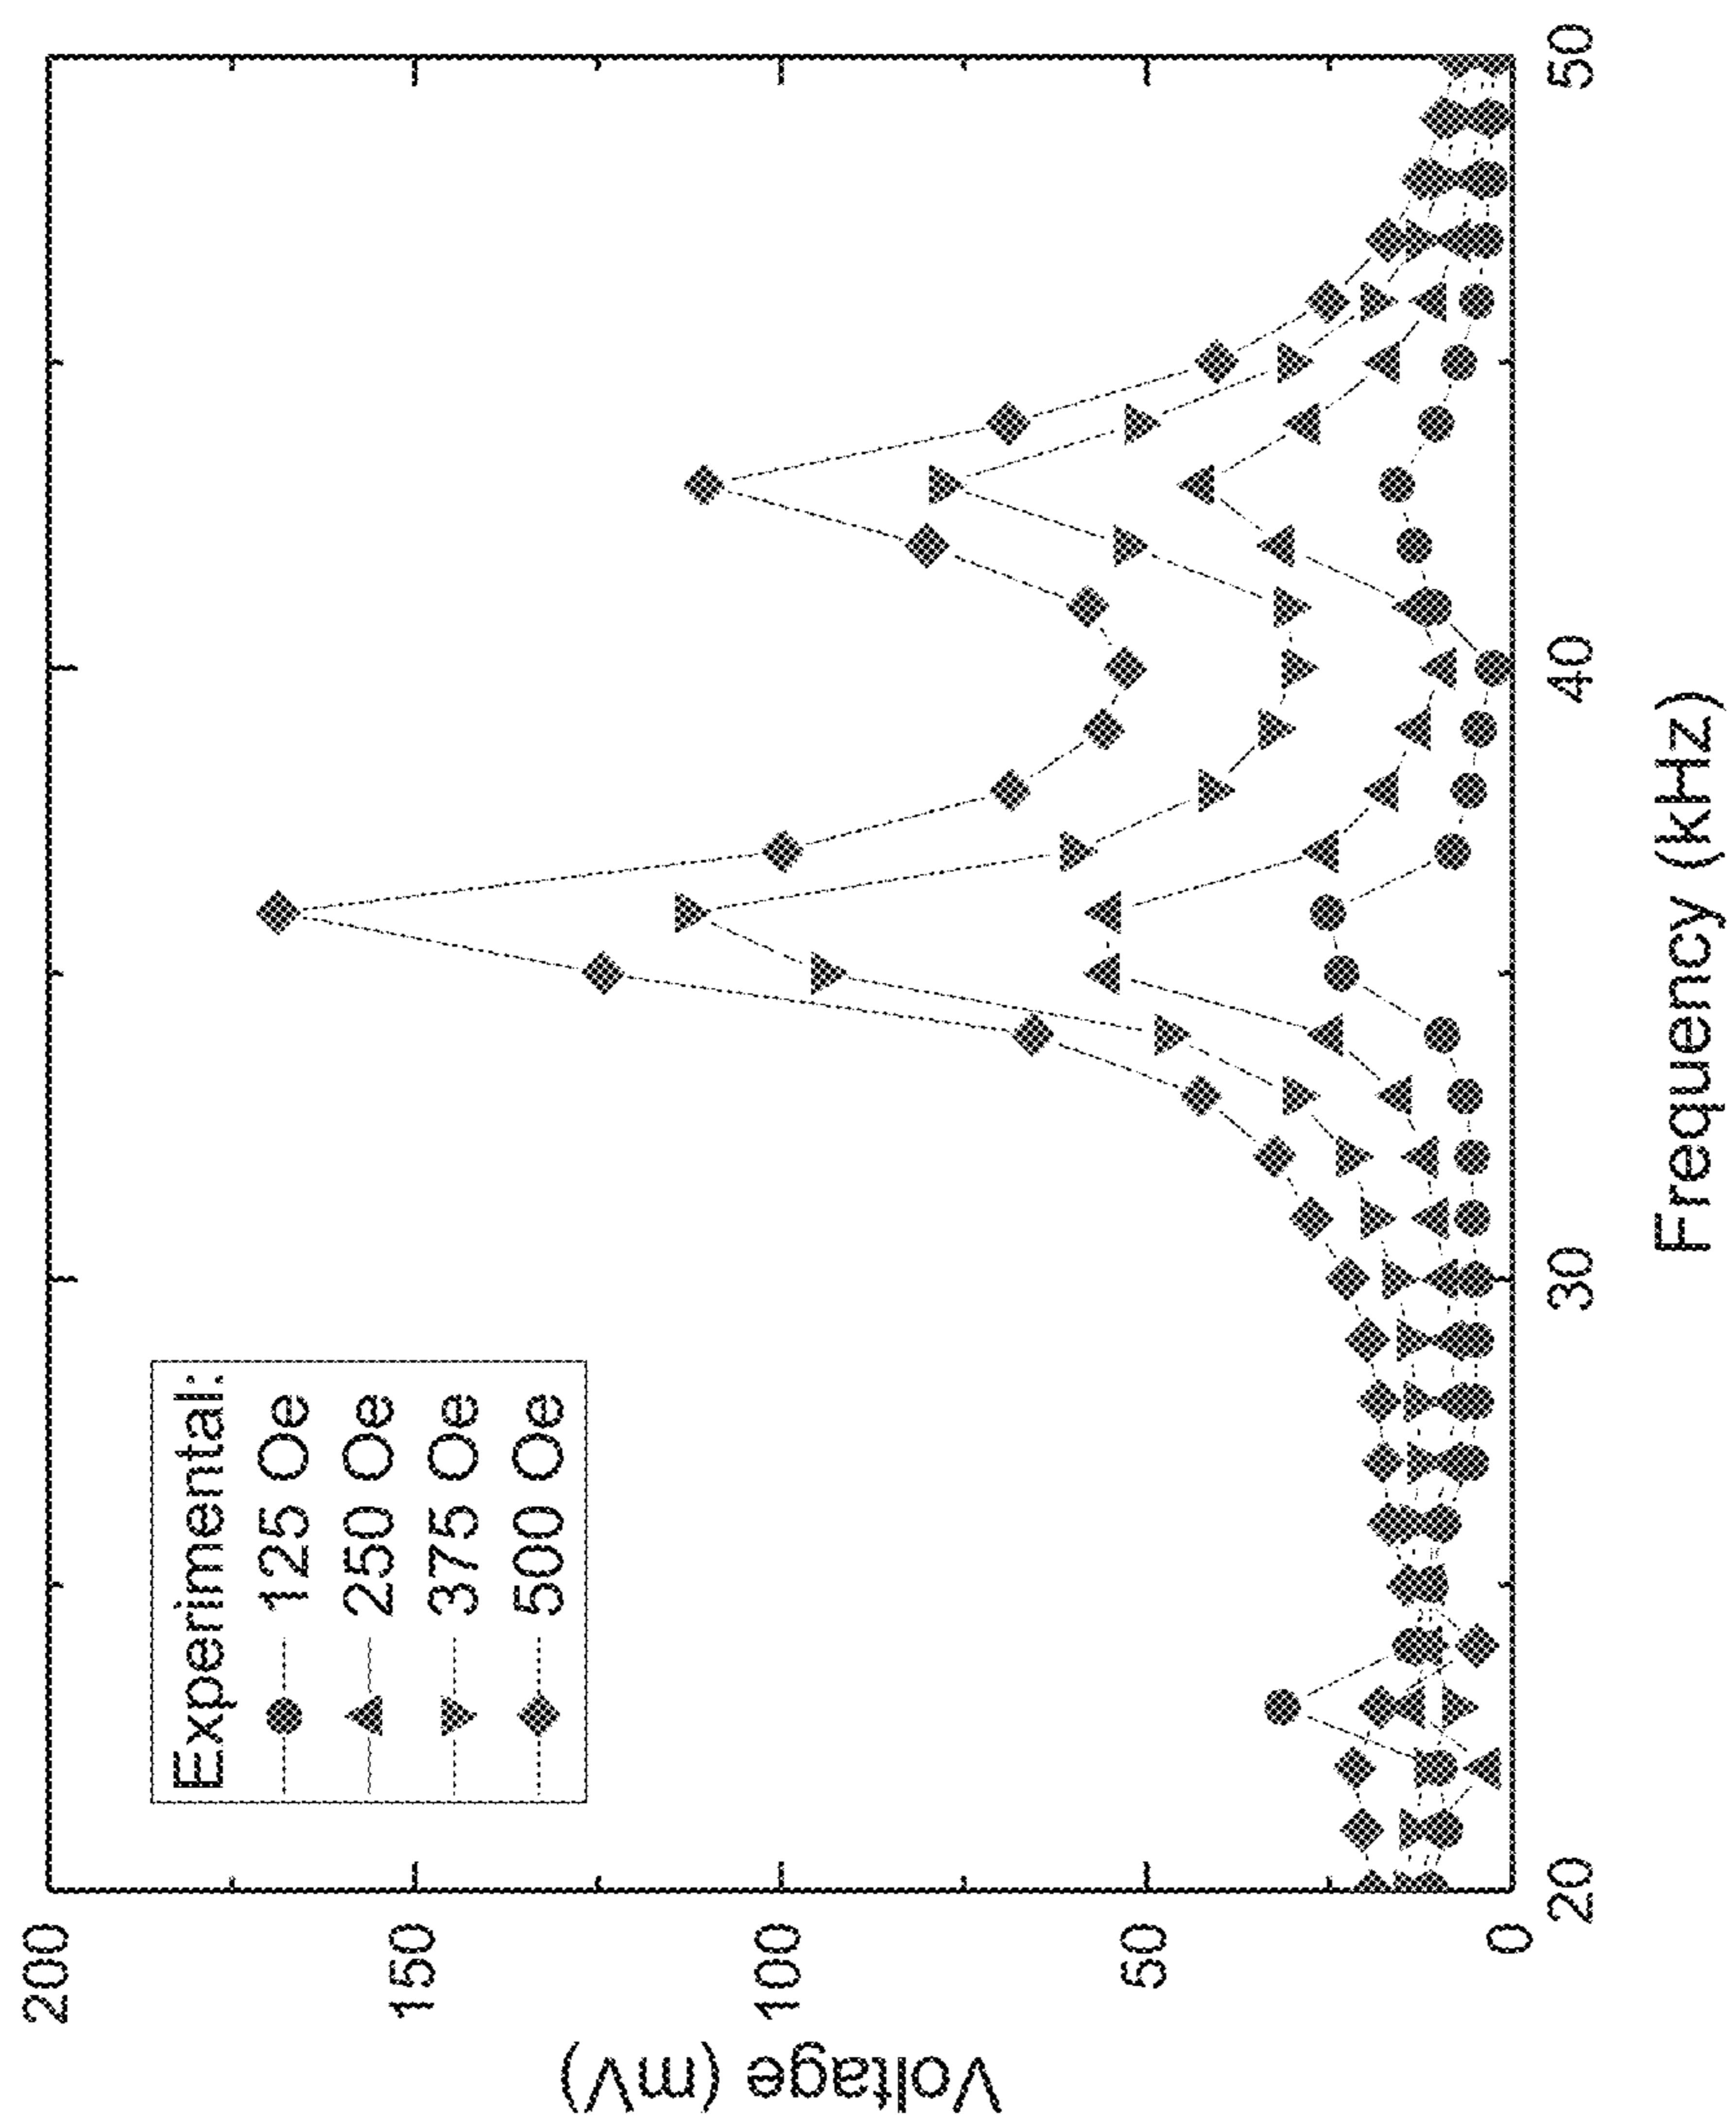 Voltage (mV)
200
150
100
50
0
Experimental:
125 Oe
250 Oe
375 Oe
500 Oe
20
30
40
50
Frequency (kHz)